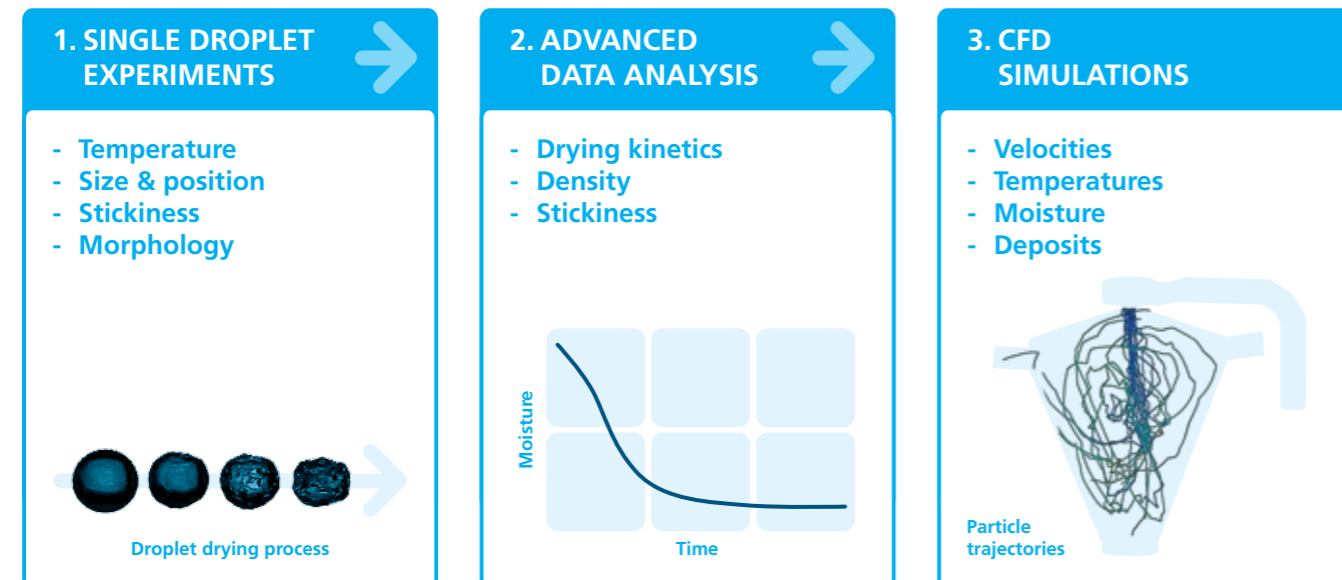 1. SINGLE DROPLET
EXPERIMENTS
- Temperature
- Size & position
- Stickiness
- Morphology
Droplet drying process
2. ADVANCED
DATA ANALYSIS
- Drying kinetics
- Density
- Stickiness
Moisture
Time
3. CFD
SIMULATIONS
- Velocities
- Temperatures
- Moisture
- Deposits
Particle
trajectories